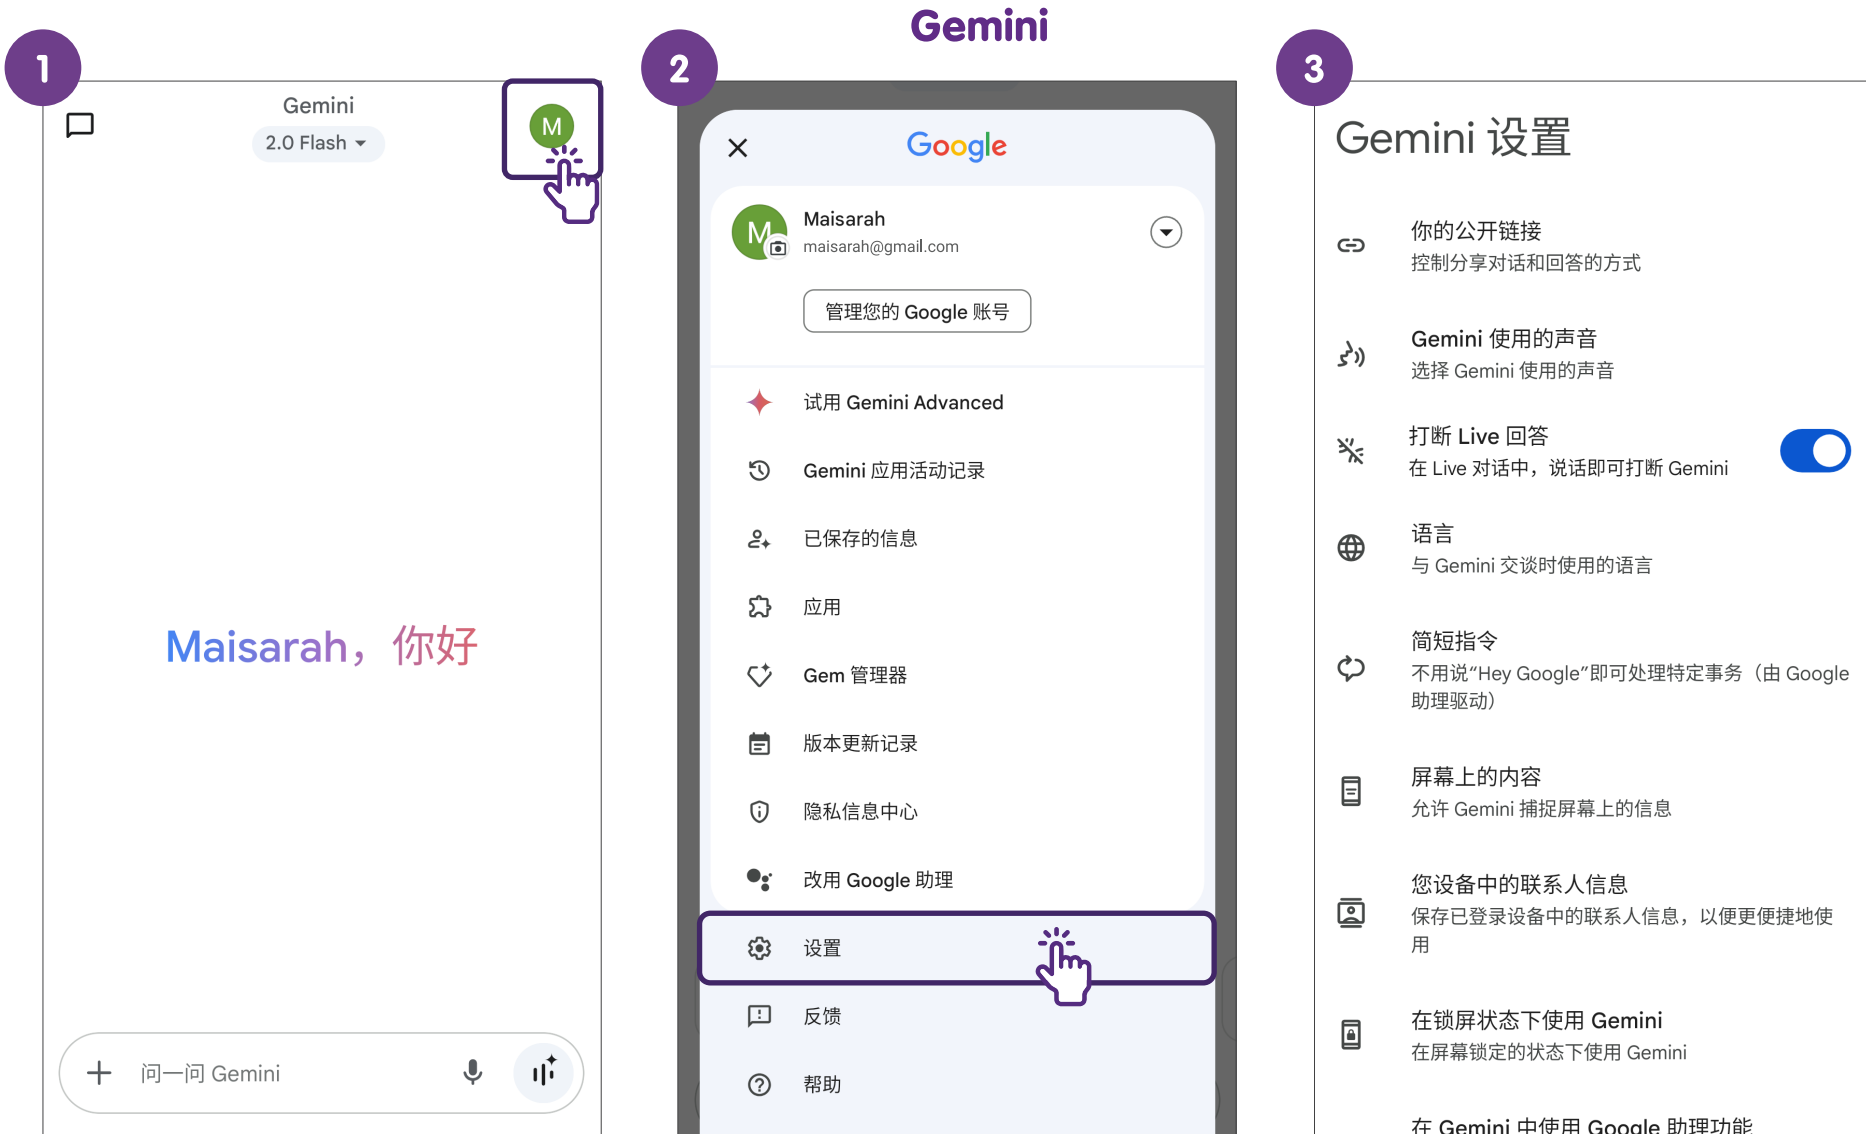 Gemini
1
Gemini
2.0 Flash
M
Maisarah，你好
问一问 Gemini
2
Google
M
Maisarah
maisarah@gmail.com
管理您的 Google 账号
试用 Gemini Advanced
Gemini 应用活动记录
已保存的信息
应用
Gem 管理器
版本更新记录
隐私信息中心
改用 Google 助理
设置
反馈
帮助
3
Gemini 设置
你的公开链接
控制分享对话和回答的方式
Gemini 使用的声音
选择 Gemini 使用的声音
打断 Live 回答
在 Live 对话中，说话即可打断 Gemini
语言
与 Gemini 交谈时使用的语言
简短指令
不用说“Hey Google”即可处理特定事务（由 Google
助理驱动）
屏幕上的内容
允许 Gemini 捕捉屏幕上的信息
您设备中的联系人信息
保存已登录设备中的联系人信息，以便更便捷地使
用
在锁屏状态下使用 Gemini
在屏幕锁定的状态下使用 Gemini
在 Gemini 中使用 Google 助理功能